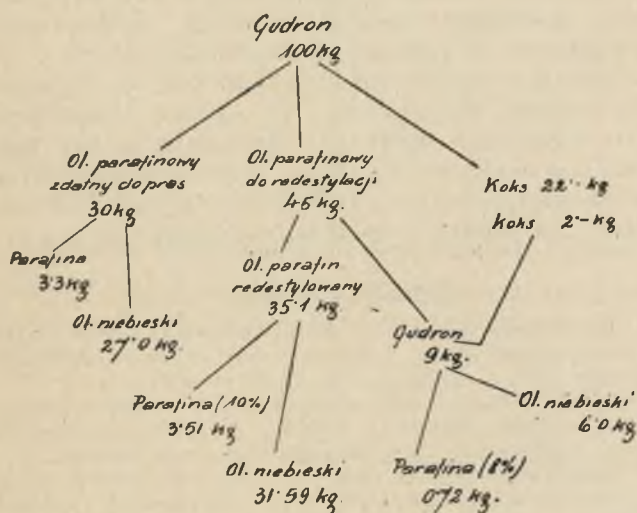 Gudron
100 kg
Ol. parafinowy
zdatny do pras
30 kg
Ol. parafinowy
do redestylacji
45 kg.
Koks 22·- kg
Koks 2·- kg
Parafina
3·3 kg
Ol. niebieski
27·0 kg.
Ol. parafin
redestylowany
35·1 kg.
Gudron
9 kg.
Parafina (10%)
3·51 kg
Ol. niebieski
31·59 kg.
Parafina (8%)
0·72 kg
Ol. niebieski
6·0 kg.